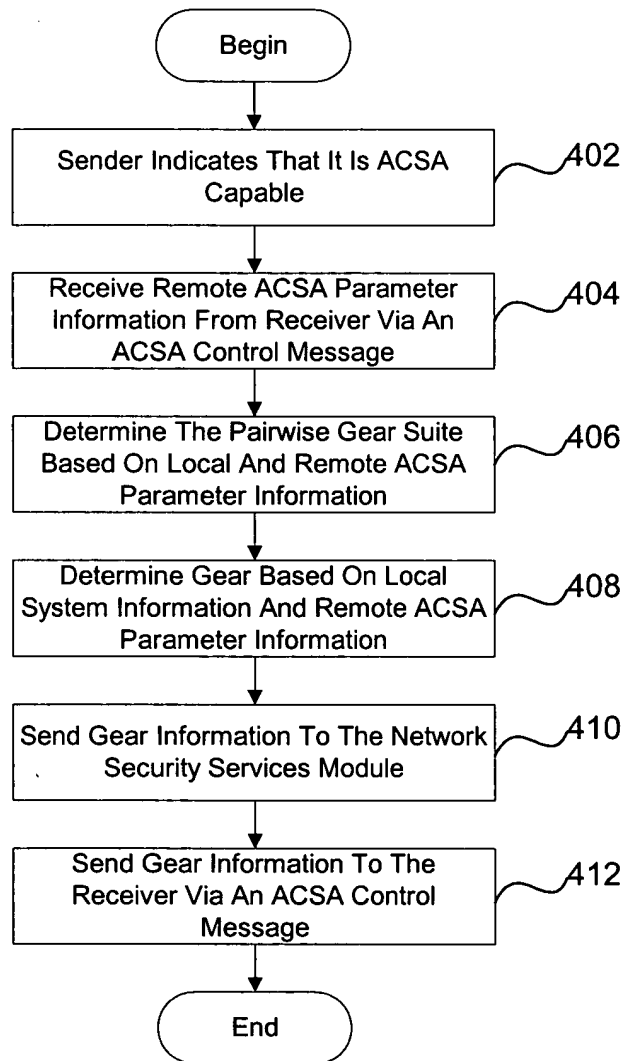 Begin
Sender Indicates That It Is ACSA
Capable
402
Receive Remote ACSA Parameter
Information From Receiver Via An
ACSA Control Message
404
Determine The Pairwise Gear Suite
Based On Local And Remote ACSA
Parameter Information
406
Determine Gear Based On Local
System Information And Remote ACSA
Parameter Information
408
Send Gear Information To The Network
Security Services Module
410
Send Gear Information To The
Receiver Via An ACSA Control
Message
412
End